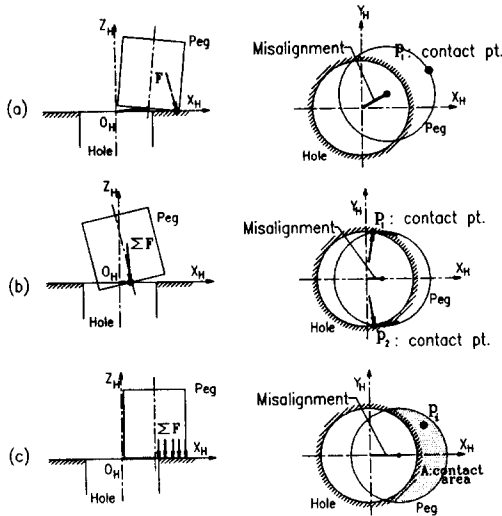 (a)
Z_H
Peg
F
X_H
O_H
Hole
Y_H
Misalignment
P_1: contact pt.
X_H
Peg
Hole
(b)
Z_H
Peg
ΣF
O_H
X_H
Hole
Y_H
P_1: contact pt.
Misalignment
X_H
Peg
Hole
P_2: contact pt.
(c)
Z_H
Peg
ΣF
X_H
O_H
Hole
Y_H
Misalignment
P_i
X_H
A:contact
area
Hole
Peg